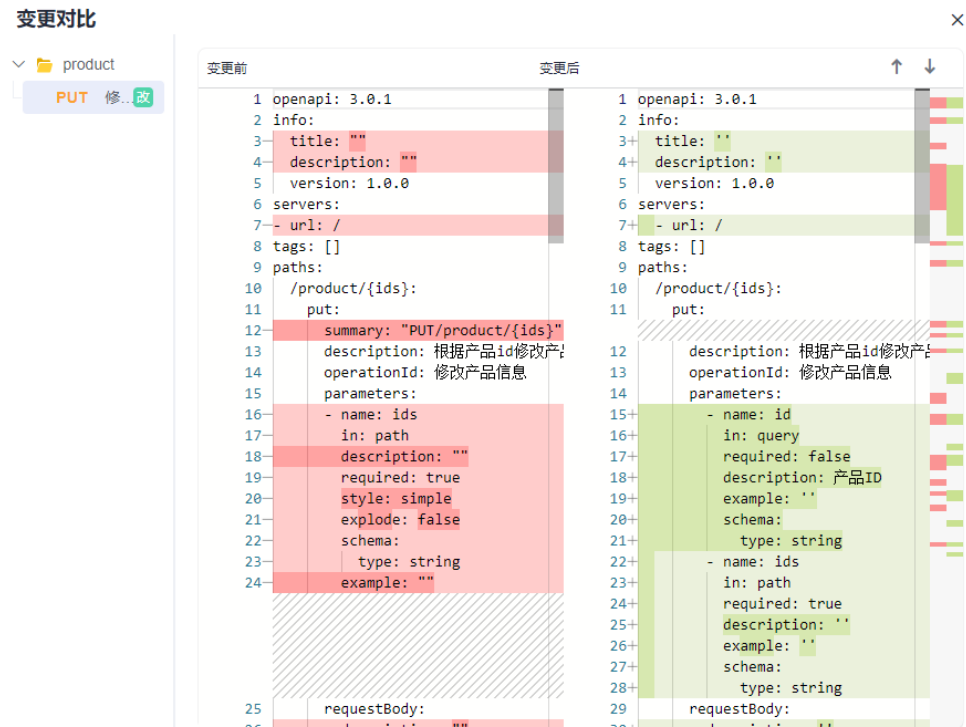 变更对比
product
PUT 修... 改
变更前
1 openapi: 3.0.1
2 info:
3— title: ""
4— description: ""
5 version: 1.0.0
6 servers:
7— - url: /
8 tags: []
9 paths:
10 /product/{ids}:
11 put:
12— summary: "PUT/product/{ids}"
13 description: 根据产品id修改产品
14 operationId: 修改产品信息
15 parameters:
16— - name: ids
17— in: path
18— description: ""
19— required: true
20— style: simple
21— explode: false
22— schema:
23— type: string
24— example: ""
25 requestBody:
变更后
1 openapi: 3.0.1
2 info:
3+ title: ''
4+ description: ''
5 version: 1.0.0
6 servers:
7+ - url: /
8 tags: []
9 paths:
10 /product/{ids}:
11 put:
12 description: 根据产品id修改产品
13 operationId: 修改产品信息
14 parameters:
15+ - name: id
16+ in: query
17+ required: false
18+ description: 产品ID
19+ example: ''
20+ schema:
21+ type: string
22+ - name: ids
23+ in: path
24+ required: true
25+ description: ''
26+ example: ''
27+ schema:
28+ type: string
29 requestBody: